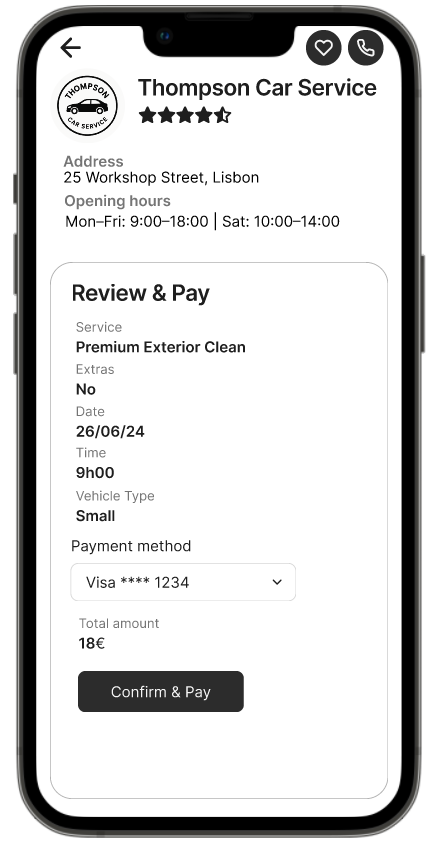 Thompson Car Service
THOMPSON
CAR SERVICE
Address
25 Workshop Street, Lisbon
Opening hours
Mon–Fri: 9:00–18:00 | Sat: 10:00–14:00
Review & Pay
Service
Premium Exterior Clean
Extras
No
Date
26/06/24
Time
9h00
Vehicle Type
Small
Payment method
Visa **** 1234
Total amount
18€
Confirm & Pay